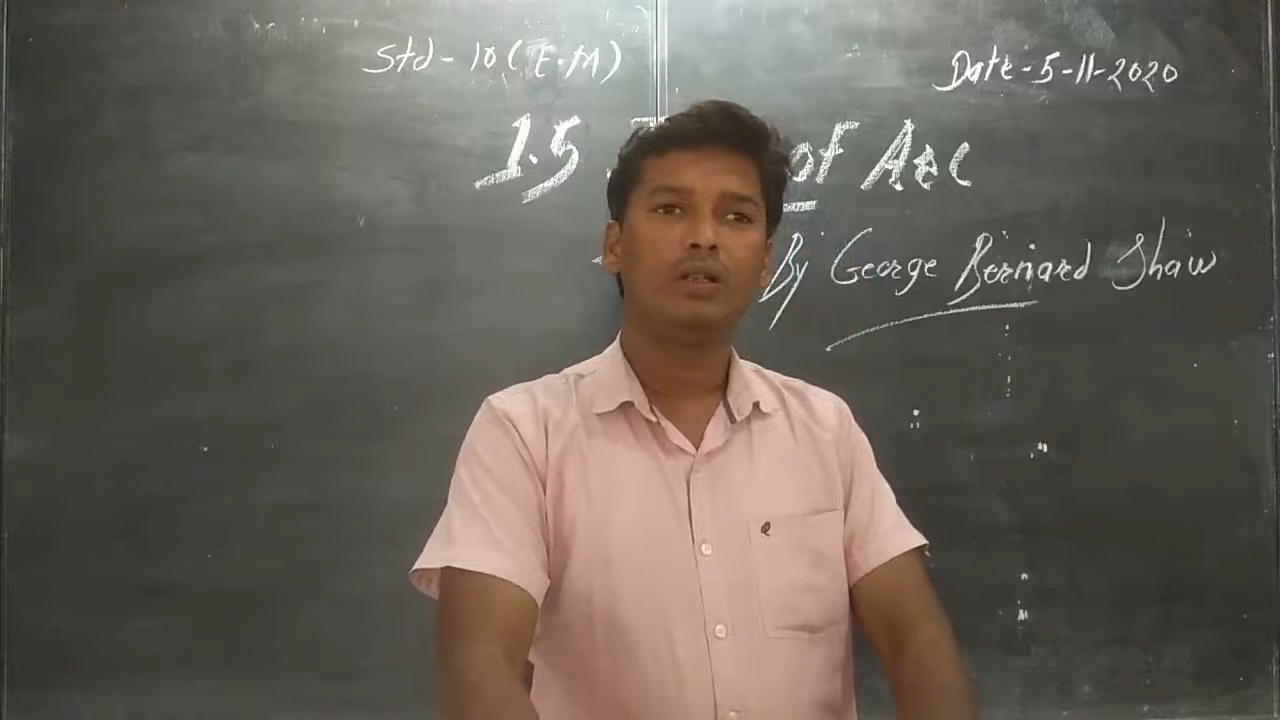 Std - 10 (E.M)
Date - 5-11-2020
1.5 of Arc
By George Bernard Shaw